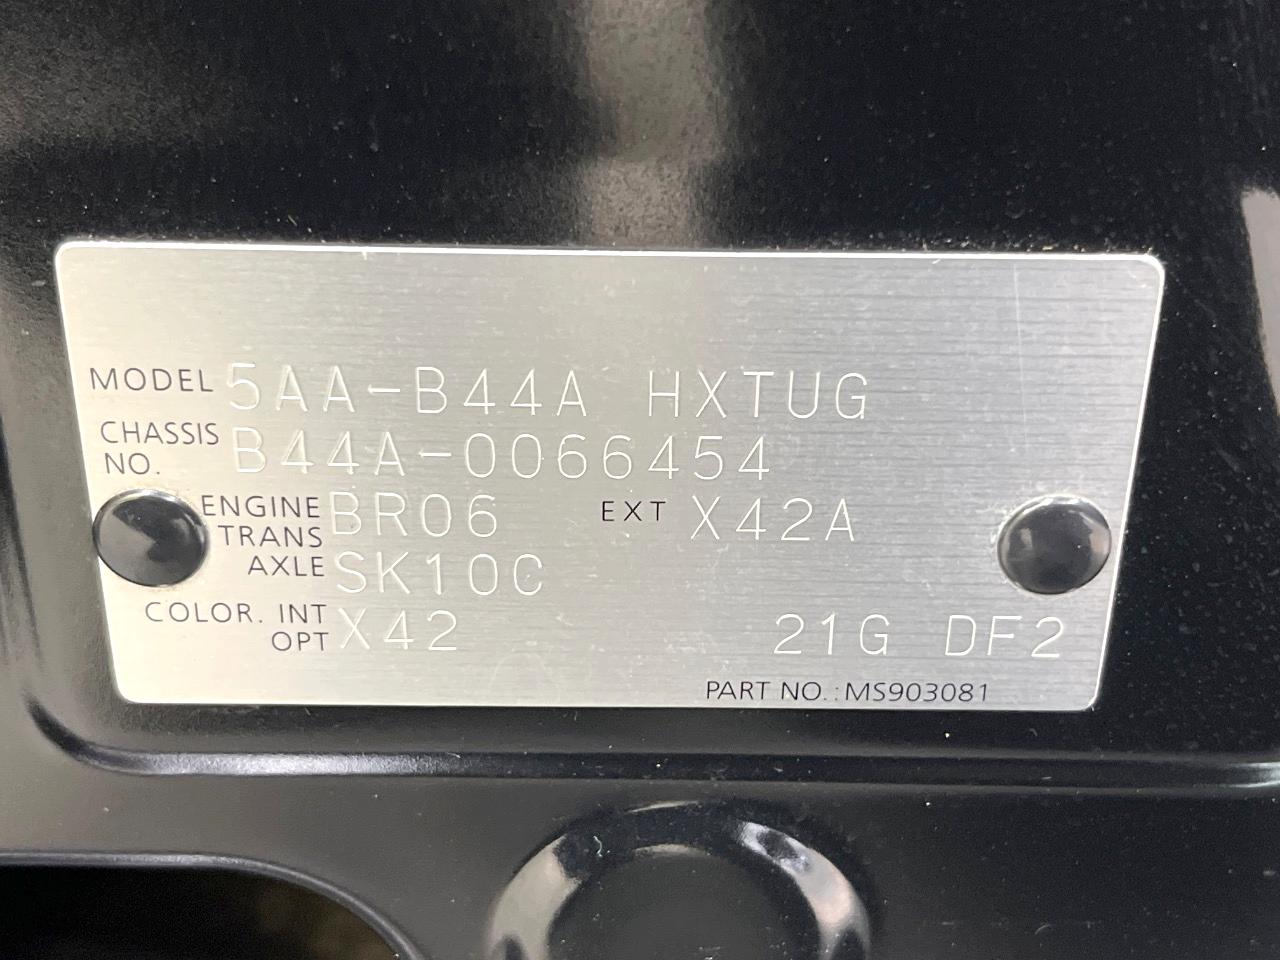 MODEL 5AA-B44A HXTUG
CHASSIS NO. B44A-0066454
ENGINE BR06 EXT X42A
TRANS
AXLE SK10C
COLOR. INT
OPT X42 21G DF2
PART NO.:MS903081